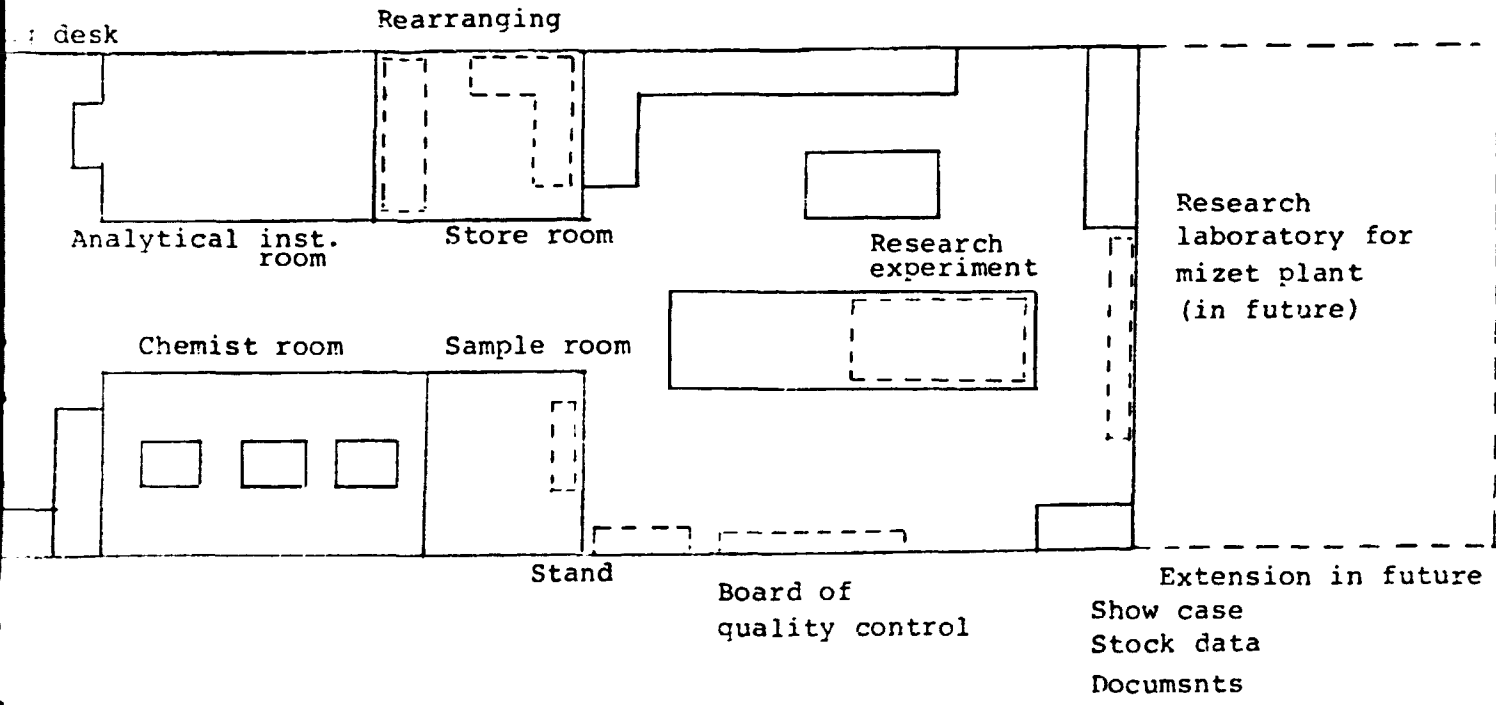 : desk
Rearranging
Analytical inst.
room
Store room
Research
experiment
Research
laboratory for
mizet plant
(in future)
Chemist room
Sample room
Stand
Board of
quality control
Extension in future
Show case
Stock data
Documsnts